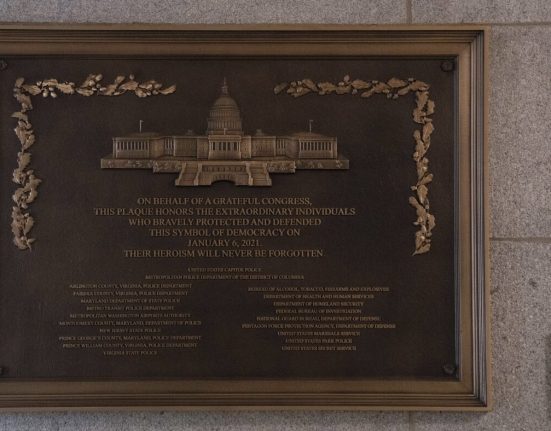 ON BEHALF OF A GRATEFUL CONGRESS,
THIS PLAQUE HONORS THE EXTRAORDINARY INDIVIDUALS
WHO BRAVELY PROTECTED AND DEFENDED
THIS SYMBOL OF DEMOCRACY ON
JANUARY 6, 2021.
THEIR HEROISM WILL NEVER BE FORGOTTEN
UNITED STATES CAPITOL POLICE
METROPOLITAN POLICE DEPARTMENT OF THE DISTRICT OF COLUMBIA
ARLINGTON COUNTY, VIRGINIA, POLICE DEPARTMENT
FAIRFAX COUNTY, VIRGINIA, POLICE DEPARTMENT
MARYLAND DEPARTMENT OF STATE POLICE
METRO TRANSIT POLICE DEPARTMENT
METROPOLITAN WASHINGTON AIRPORTS AUTHORITY
MONTGOMERY COUNTY, MARYLAND, DEPARTMENT OF POLICE
NEW JERSEY STATE POLICE
PRINCE GEORGE'S COUNTY, MARYLAND, POLICE DEPARTMENT
PRINCE WILLIAM COUNTY, VIRGINIA, POLICE DEPARTMENT
VIRGINIA STATE POLICE
BUREAU OF ALCOHOL, TOBACCO, FIREARMS AND EXPLOSIVES
DEPARTMENT OF HEALTH AND HUMAN SERVICES
DEPARTMENT OF HOMELAND SECURITY
FEDERAL BUREAU OF INVESTIGATION
NATIONAL GUARD BUREAU, DEPARTMENT OF DEFENSE
PENTAGON FORCE PROTECTION AGENCY, DEPARTMENT OF DEFENSE
UNITED STATES MARSHALS SERVICE
UNITED STATES PARK POLICE
UNITED STATES SECRET SERVICE